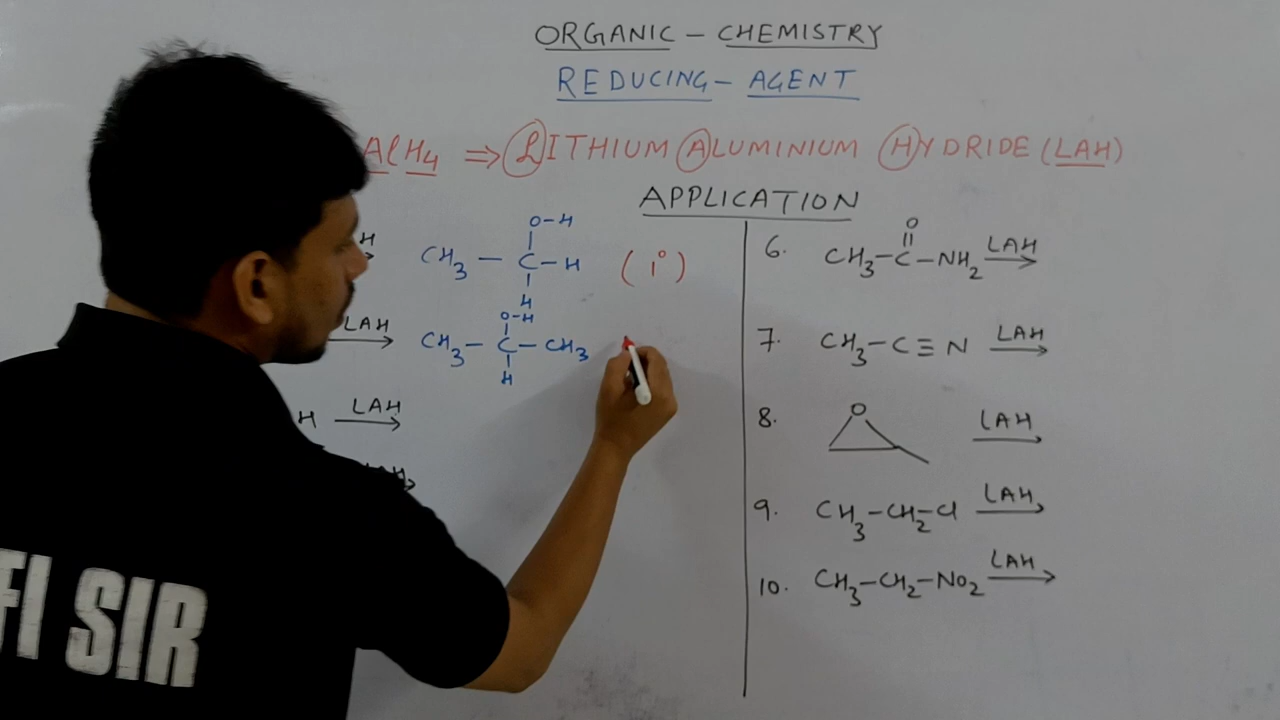 ORGANIC - CHEMISTRY
REDUCING - AGENT
AlH4 ⇒ LITHIUM ALUMINIUM HYDRIDE (LAH)
APPLICATION
H
O-H
CH3 — C — H (1°)
H
LAH
O-H
CH3 — C — CH3
H
H LAH
FI SIR
6. CH3-C-NH2 LAH
O
7. CH3-C≡N LAH
8. O LAH
9. CH3-CH2-Cl LAH
10. CH3-CH2-NO2 LAH